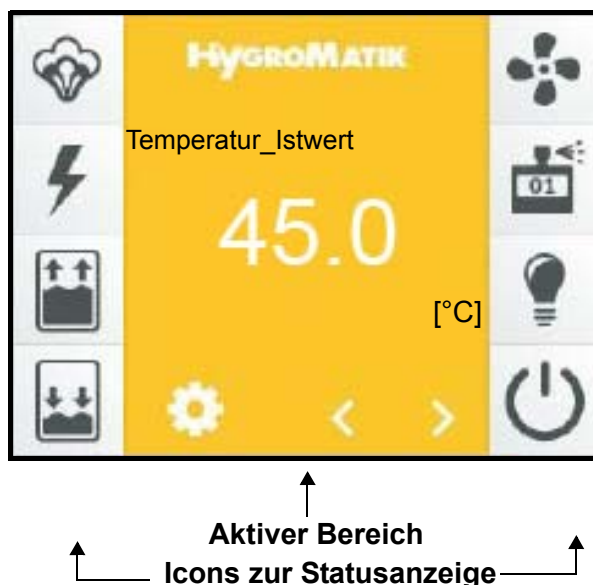 HYGROMATIK
Temperatur_Istwert
01
45.0
[°C]
Aktiver Bereich
Icons zur Statusanzeige